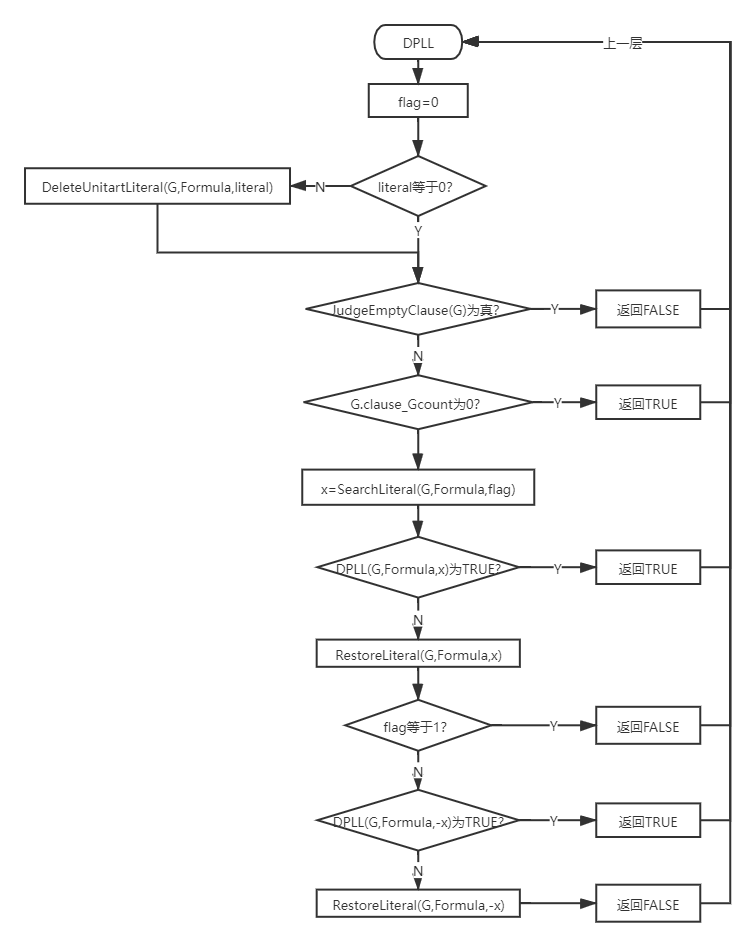 DPLL
上一层
flag=0
DeleteUnitartLiteral(G,Formula,literal)
N
literal等于0?
Y
JudgeEmptyClause(G)为真?
Y
返回FALSE
N
G.clause_Gcount为0?
Y
返回TRUE
x=SearchLiteral(G,Formula,flag)
DPLL(G,Formula,x)为TRUE?
Y
返回TRUE
N
RestoreLiteral(G,Formula,x)
flag等于1?
Y
返回FALSE
N
DPLL(G,Formula,-x)为TRUE?
Y
返回TRUE
N
RestoreLiteral(G,Formula,-x)
返回FALSE